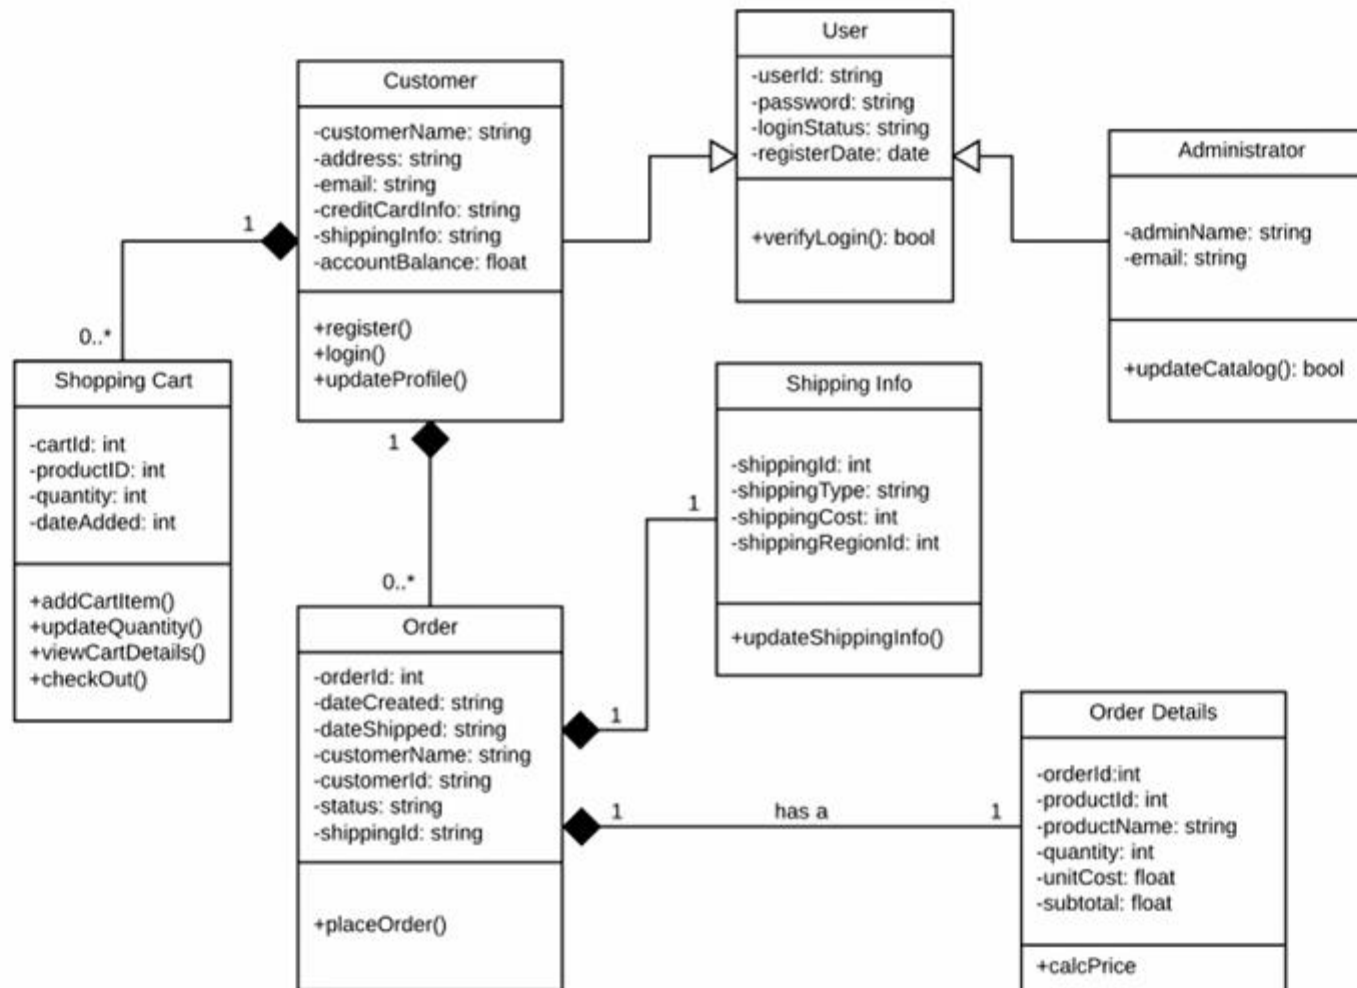 User
-userId: string
-password: string
-loginStatus: string
-registerDate: date
+verifyLogin(): bool
Customer
-customerName: string
-address: string
-email: string
-creditCardInfo: string
-shippingInfo: string
-accountBalance: float
+register()
+login()
+updateProfile()
Administrator
-adminName: string
-email: string
+updateCatalog(): bool
1
0..*
Shopping Cart
-cartId: int
-productID: int
-quantity: int
-dateAdded: int
+addCartItem()
+updateQuantity()
+viewCartDetails()
+checkOut()
1
0..*
Shipping Info
-shippingId: int
-shippingType: string
-shippingCost: int
-shippingRegionId: int
+updateShippingInfo()
1
Order
-orderId: int
-dateCreated: string
-dateShipped: string
-customerName: string
-customerId: string
-status: string
-shippingId: string
+placeOrder()
1
1
has a
1
Order Details
-orderId:int
-productId: int
-productName: string
-quantity: int
-unitCost: float
-subtotal: float
+calcPrice